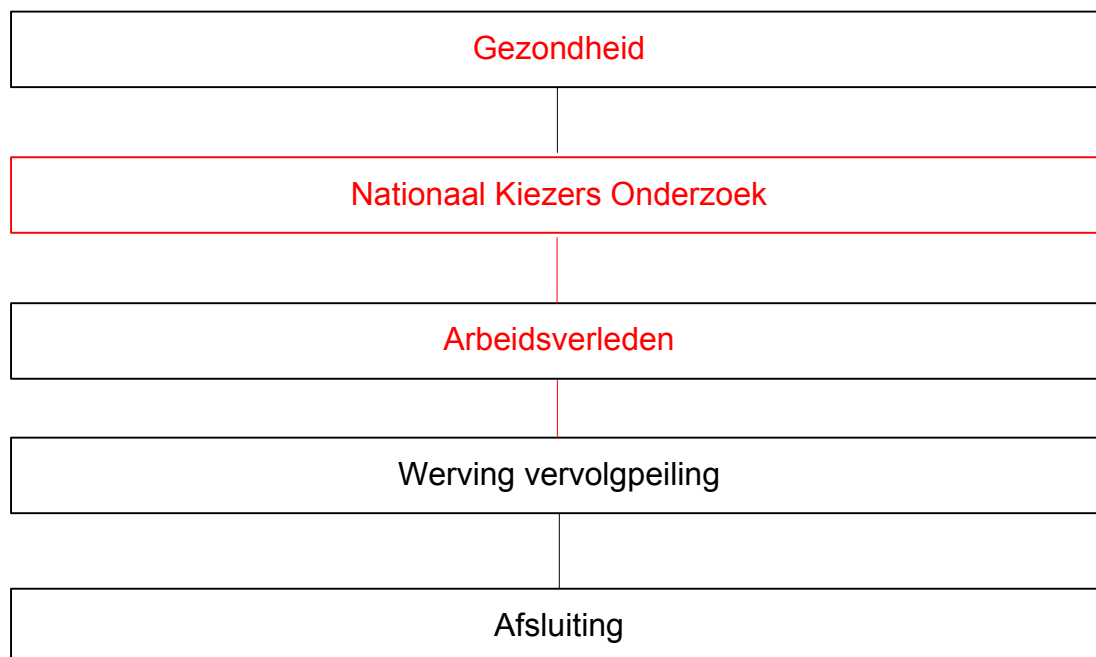 Gezondheid
Nationaal Kiezers Onderzoek
Arbeidsverleden
Werving vervolgpeiling
Afsluiting